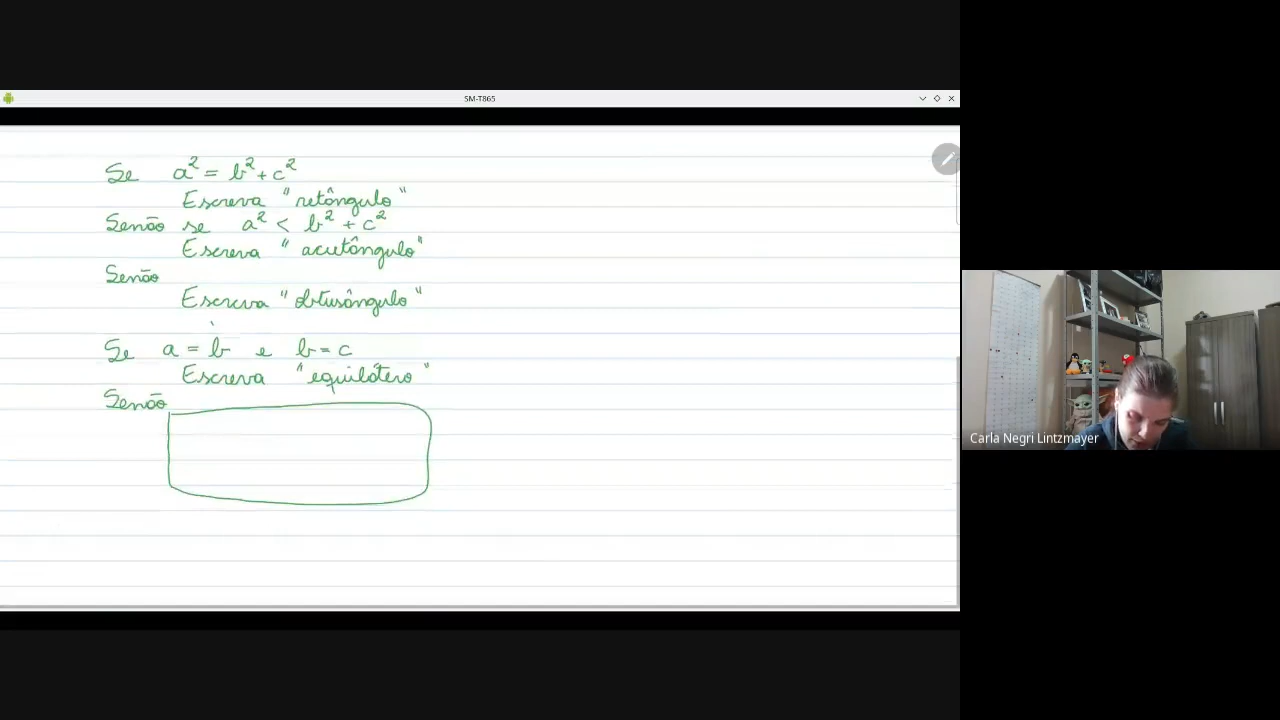 SM-T865
Se a² = b² + c²
Escreva "retângulo"
Senão se a² < b² + c²
Escreva "acutângulo"
Senão
Escreva "obtusângulo"
Se a = b e b = c
Escreva "equilátero"
Senão
Carla Negri Lintzmayer